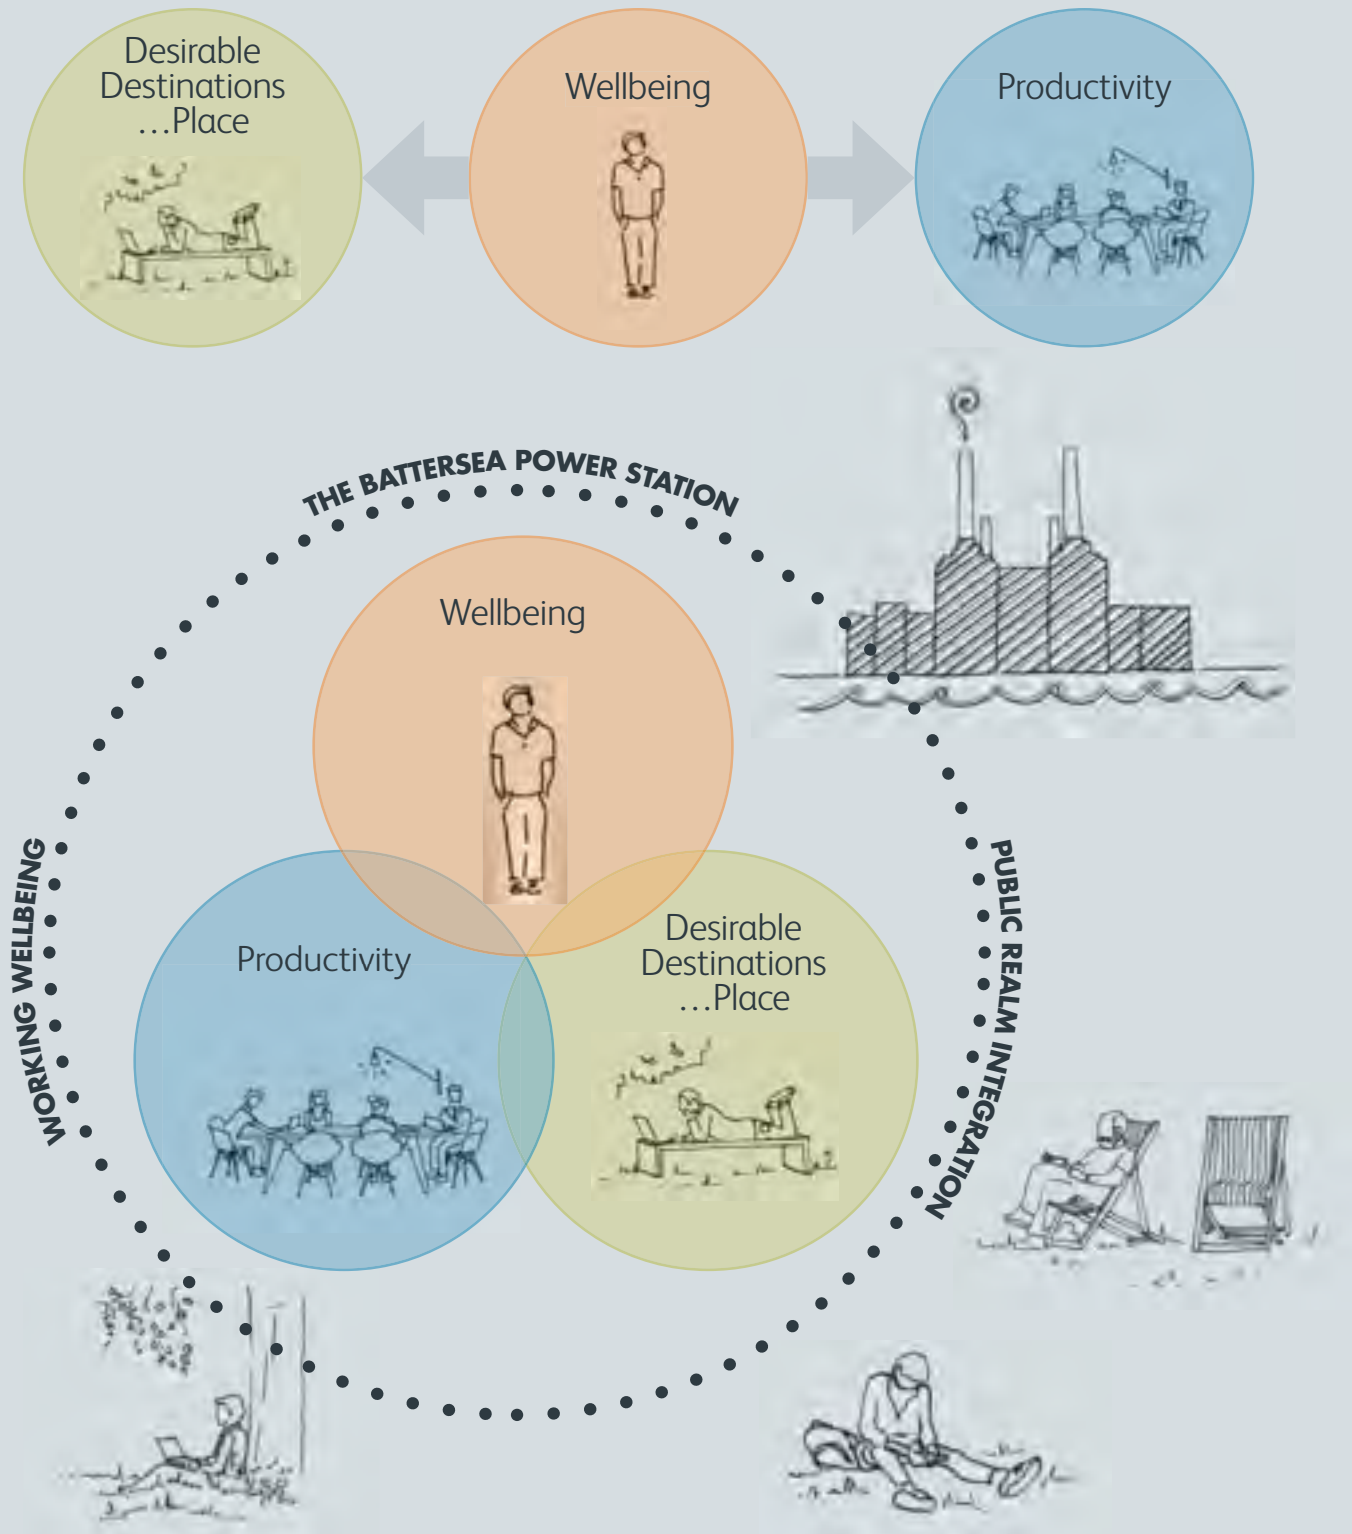 Desirable
Destinations
...Place
Wellbeing
Productivity
THE BATTERSEA POWER STATION
Wellbeing
WORKING WELLBEING
PUBLIC REALM INTEGRATION
Productivity
Desirable
Destinations
...Place